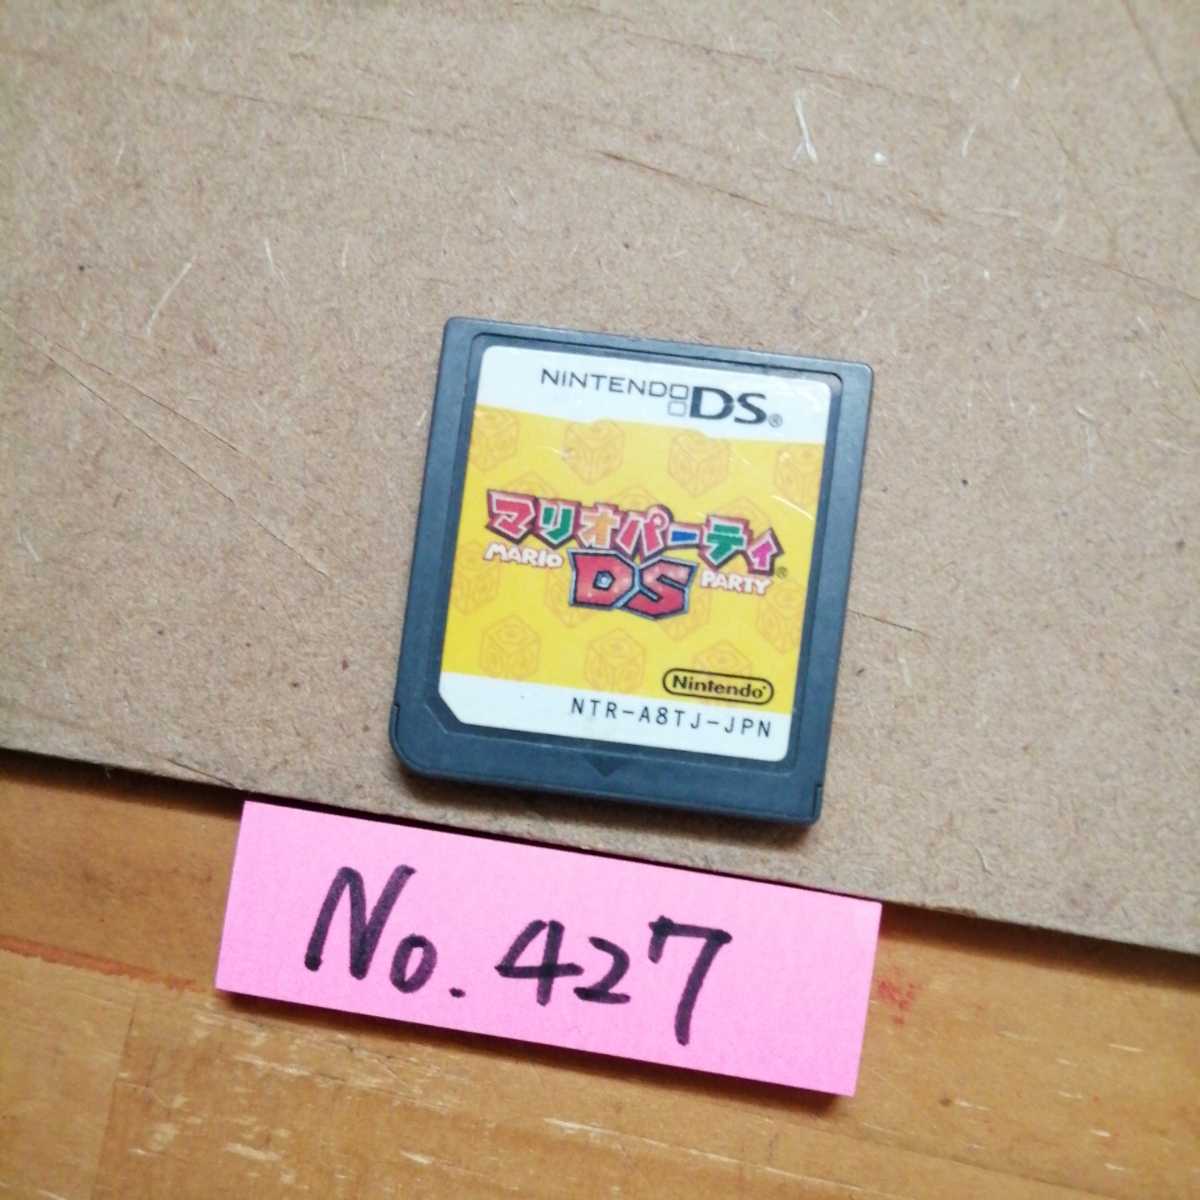 NINTENDO DS®
マリオパーティ®
MARIO DS PARTY
Nintendo®
NTR-A8TJ-JPN
No. 427